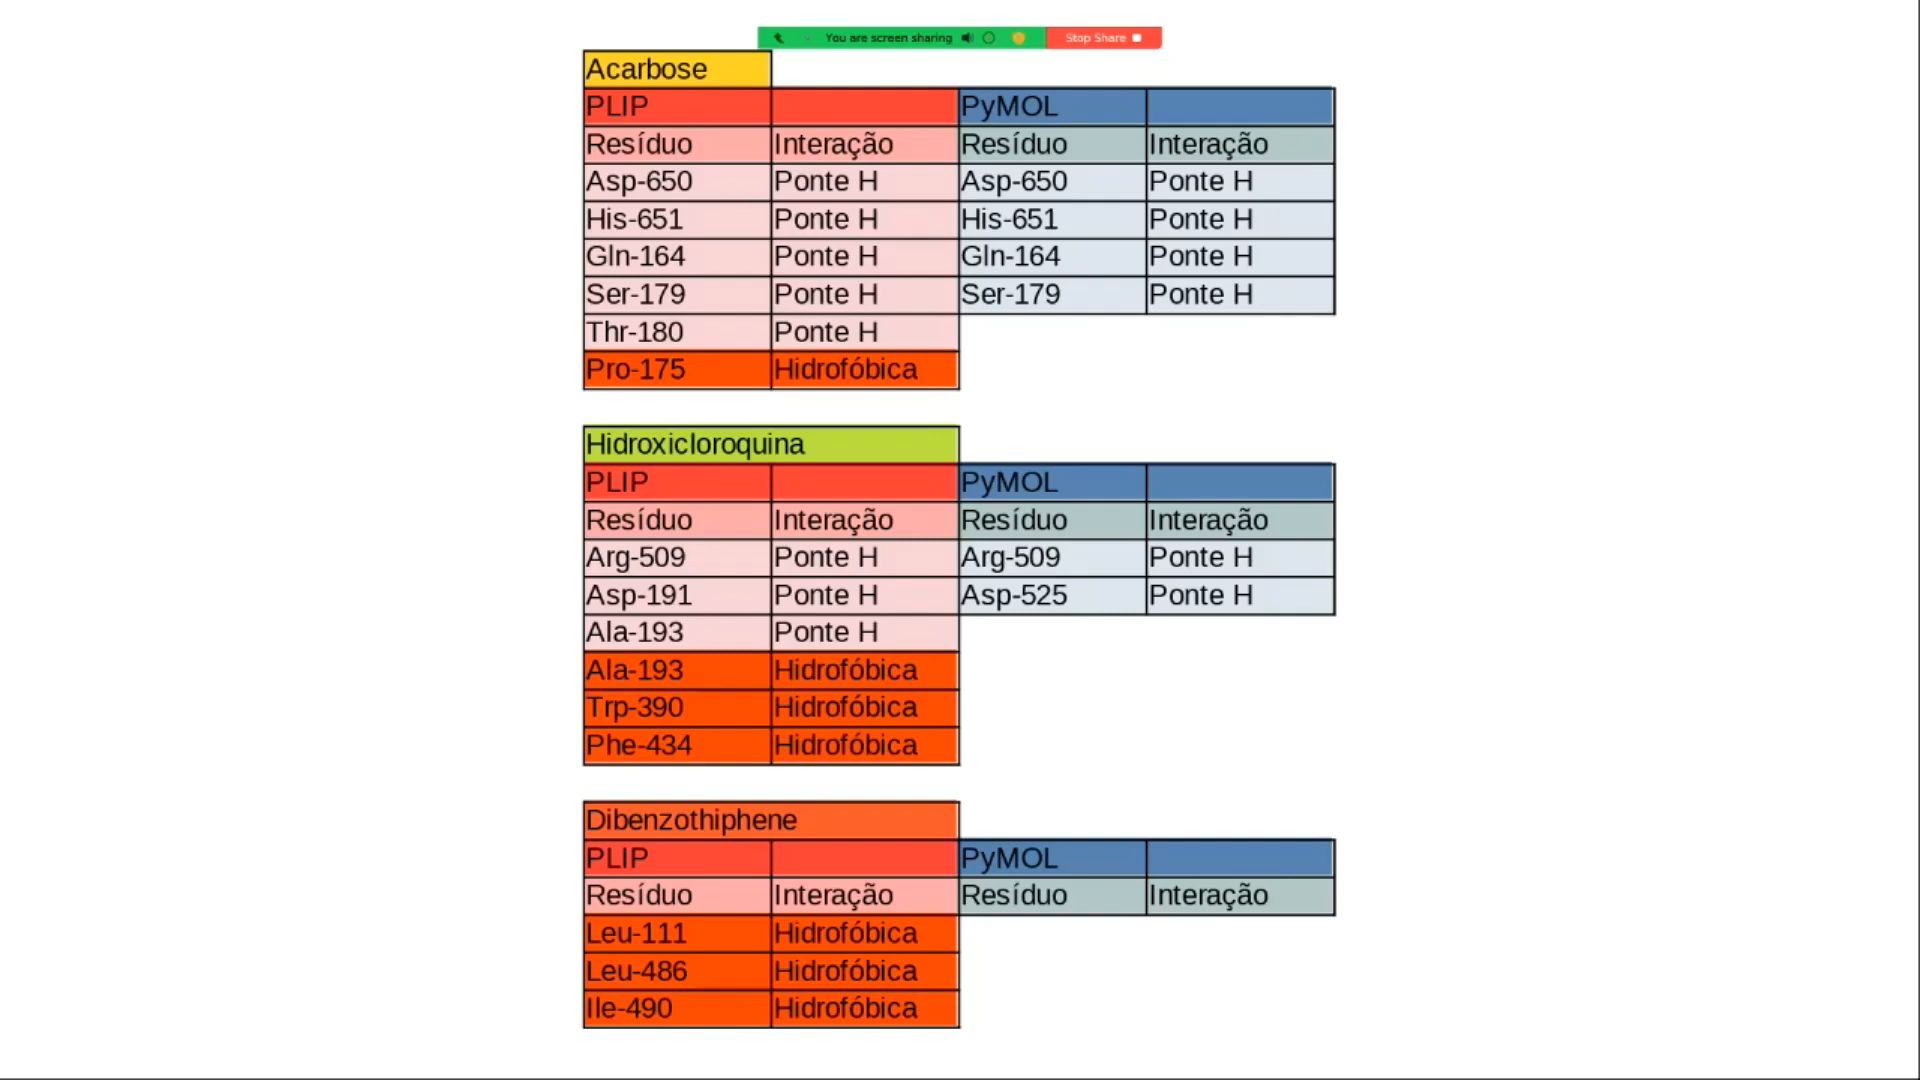 You are screen sharing Stop Share
Acarbose
PLIP PyMOL
Resíduo Interação Resíduo Interação
Asp-650 Ponte H Asp-650 Ponte H
His-651 Ponte H His-651 Ponte H
Gln-164 Ponte H Gln-164 Ponte H
Ser-179 Ponte H Ser-179 Ponte H
Thr-180 Ponte H
Pro-175 Hidrofóbica
Hidroxicloroquina
PLIP PyMOL
Resíduo Interação Resíduo Interação
Arg-509 Ponte H Arg-509 Ponte H
Asp-191 Ponte H Asp-525 Ponte H
Ala-193 Ponte H
Ala-193 Hidrofóbica
Trp-390 Hidrofóbica
Phe-434 Hidrofóbica
Dibenzothiphene
PLIP PyMOL
Resíduo Interação Resíduo Interação
Leu-111 Hidrofóbica
Leu-486 Hidrofóbica
Ile-490 Hidrofóbica